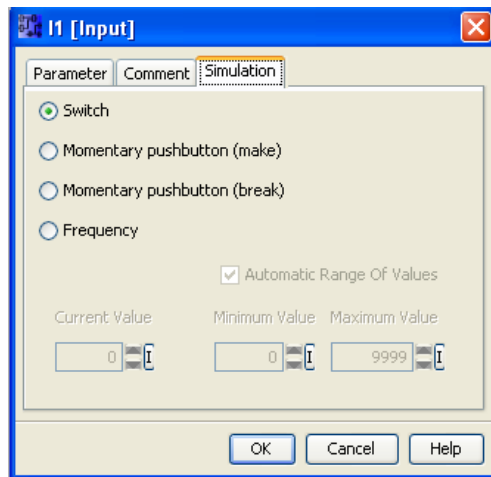 I1 [Input]
Parameter Comment Simulation
Switch
Momentary pushbutton (make)
Momentary pushbutton (break)
Frequency
Automatic Range Of Values
Current Value Minimum Value Maximum Value
0 0 9999
OK Cancel Help